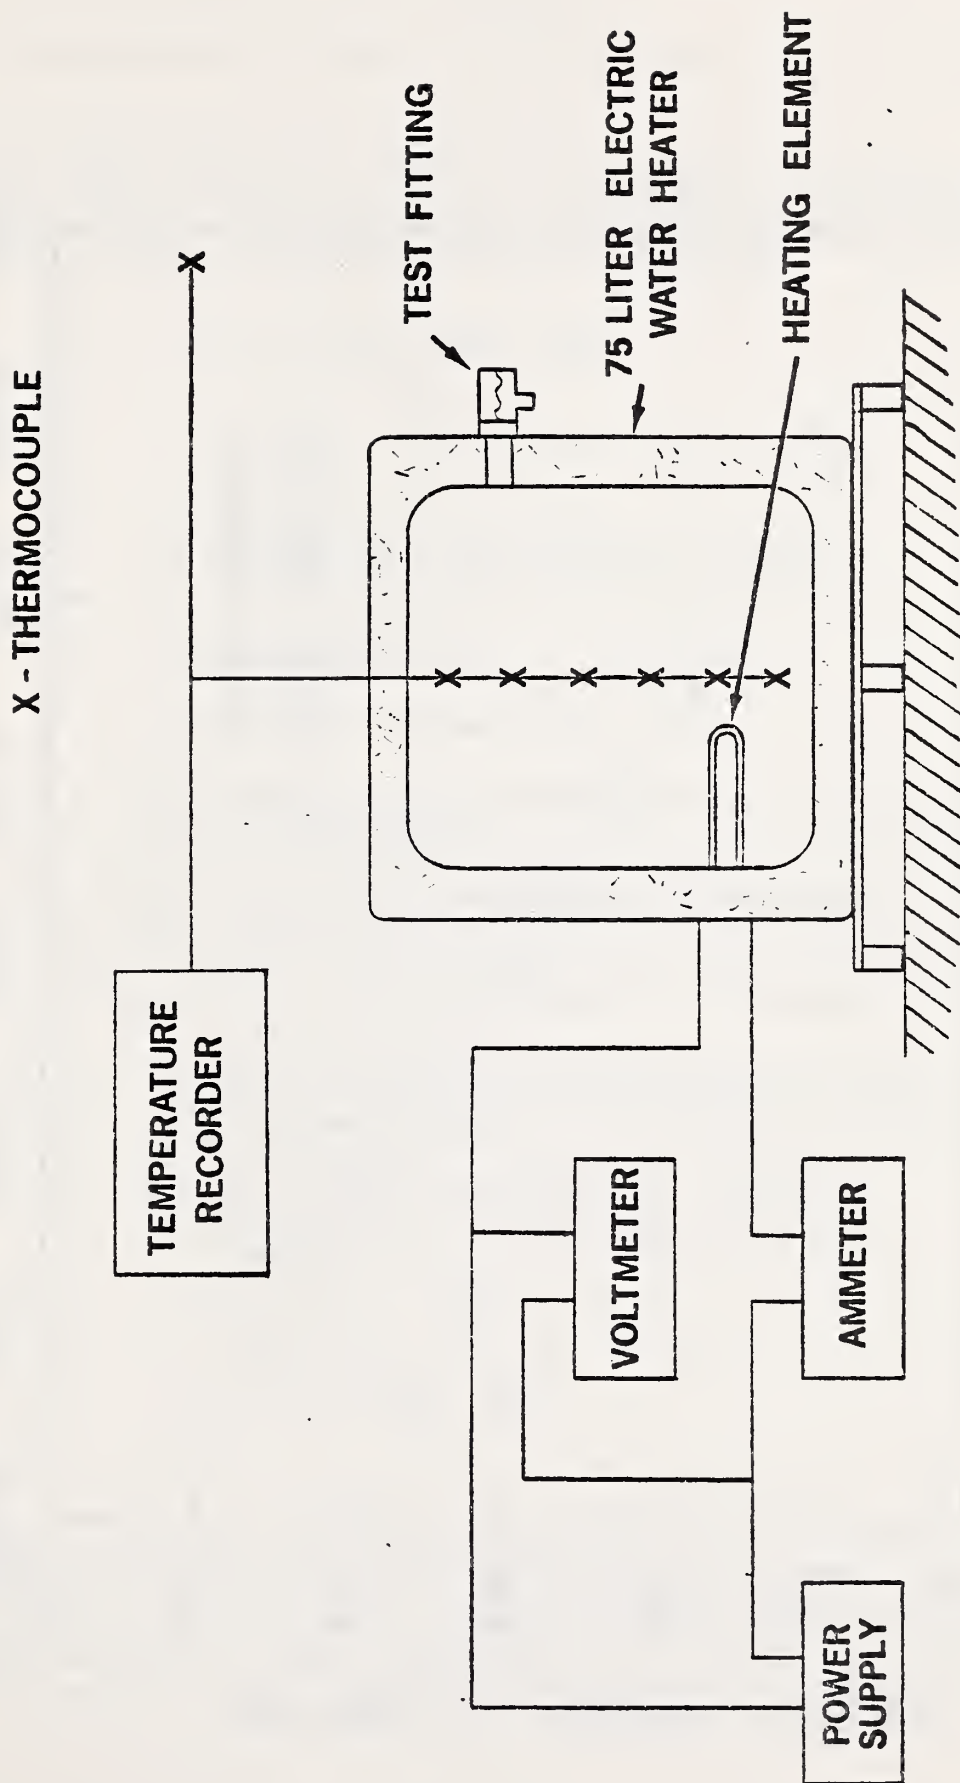 X - THERMOCOUPLE
TEMPERATURE
RECORDER
TEST FITTING
75 LITER ELECTRIC
WATER HEATER
HEATING ELEMENT
VOLTMETER
AMMETER
POWER
SUPPLY
X
X
X
X
X
X
X